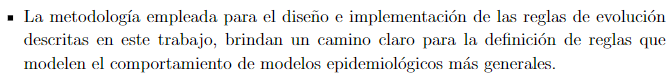 ▪ La metodología empleada para el diseño e implementación de las reglas de evolución
descritas en este trabajo, brindan un camino claro para la definición de reglas que
modelen el comportamiento de modelos epidemiológicos más generales.